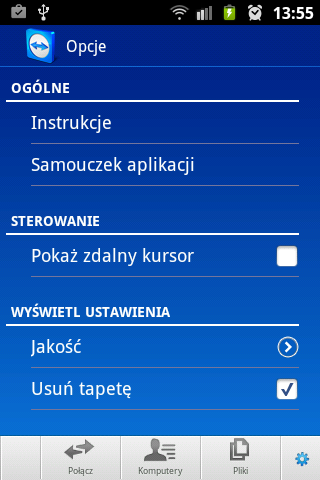 13:55
Opcje
OGÓLNE
Instrukcje
Samouczek aplikacji
STEROWANIE
Pokaż zdalny kursor
WYŚWIETL USTAWIENIA
Jakość
Usuń tapetę
Połącz
Komputery
Pliki